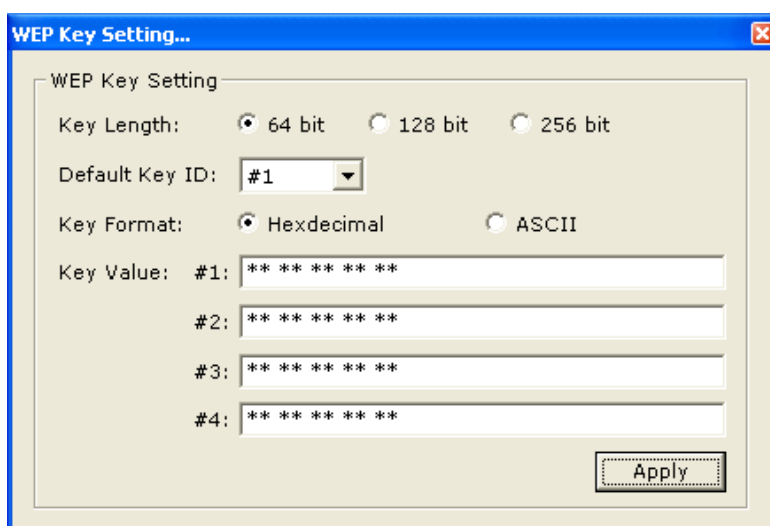 WEP Key Setting...
WEP Key Setting
Key Length: 64 bit 128 bit 256 bit
Default Key ID: #1
Key Format: Hexdecimal ASCII
Key Value: #1: ** ** ** ** **
#2: ** ** ** ** **
#3: ** ** ** ** **
#4: ** ** ** ** **
Apply